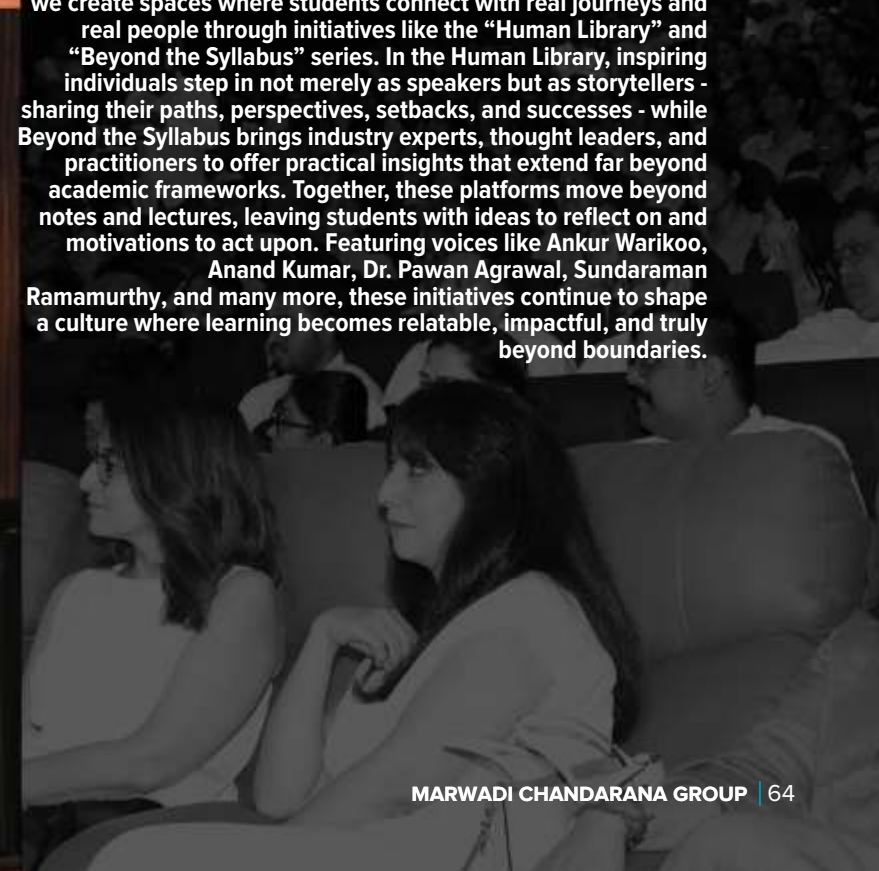 we create spaces where students connect with real journeys and
real people through initiatives like the “Human Library” and
“Beyond the Syllabus” series. In the Human Library, inspiring
individuals step in not merely as speakers but as storytellers -
sharing their paths, perspectives, setbacks, and successes - while
Beyond the Syllabus brings industry experts, thought leaders, and
practitioners to offer practical insights that extend far beyond
academic frameworks. Together, these platforms move beyond
notes and lectures, leaving students with ideas to reflect on and
motivations to act upon. Featuring voices like Ankur Warikoo,
Anand Kumar, Dr. Pawan Agrawal, Sundaraman
Ramamurthy, and many more, these initiatives continue to shape
a culture where learning becomes relatable, impactful, and truly
beyond boundaries.
MARWADI CHANDARANA GROUP | 64